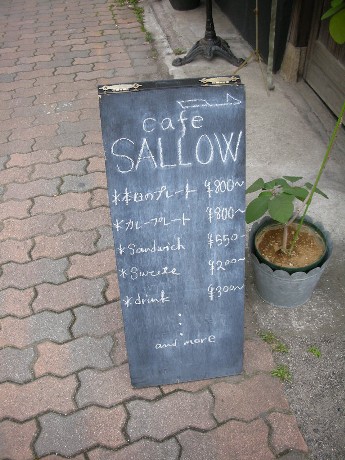 cafe
SALLOW
*本日のプレート ¥800~
*カレープレート ¥800~
*Sandwich ¥550~
*Sweets ¥200~
*drink ¥300~
and more